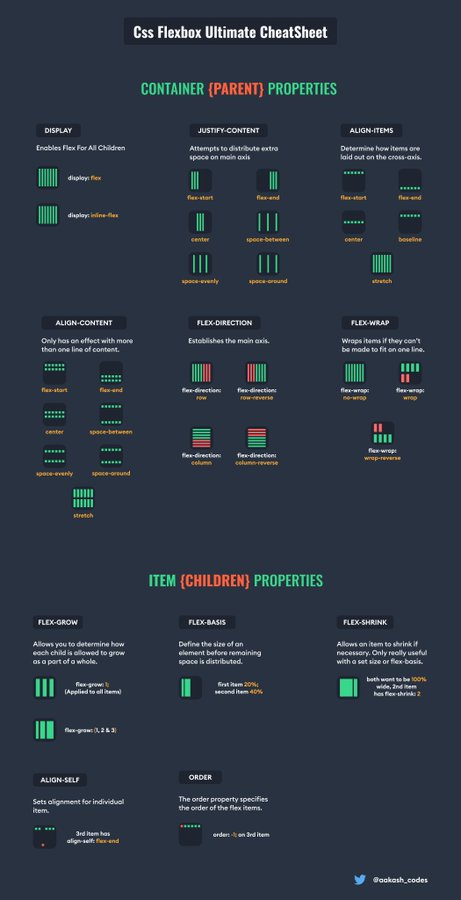 Css Flexbox Ultimate CheatSheet
CONTAINER {PARENT} PROPERTIES
DISPLAY
Enables Flex For All Children
display: flex
display: inline-flex
JUSTIFY-CONTENT
Attempts to distribute extra
space on main axis
flex-start
flex-end
center
space-between
space-evenly
space-around
ALIGN-ITEMS
Determine how items are
laid out on the cross-axis.
flex-start
flex-end
center
baseline
stretch
ALIGN-CONTENT
Only has an effect with more
than one line of content.
flex-start
flex-end
center
space-between
space-evenly
space-around
stretch
FLEX-DIRECTION
Establishes the main axis.
flex-direction:
row
flex-direction:
row-reverse
flex-direction:
column
flex-direction:
column-reverse
FLEX-WRAP
Wraps items if they can't
be made to fit on one line.
flex-wrap:
no-wrap
flex-wrap:
wrap
flex-wrap:
wrap-reverse
ITEM {CHILDREN} PROPERTIES
FLEX-GROW
Allows you to determine how
each child is allowed to grow
as a part of a whole.
flex-grow: 1;
(Applied to all items)
flex-grow: (1, 2 & 3)
FLEX-BASIS
Define the size of an
element before remaining
space is distributed.
first item 20%;
second item 40%
FLEX-SHRINK
Allows an item to shrink if
necessary. Only really useful
with a set size or flex-basis.
both want to be 100%
wide, 2nd item
has flex-shrink: 2
ALIGN-SELF
Sets alignment for individual
item.
3rd item has
align-self: flex-end
ORDER
The order property specifies
the order of the flex items.
order: -1; on 3rd item
@aakash_codes